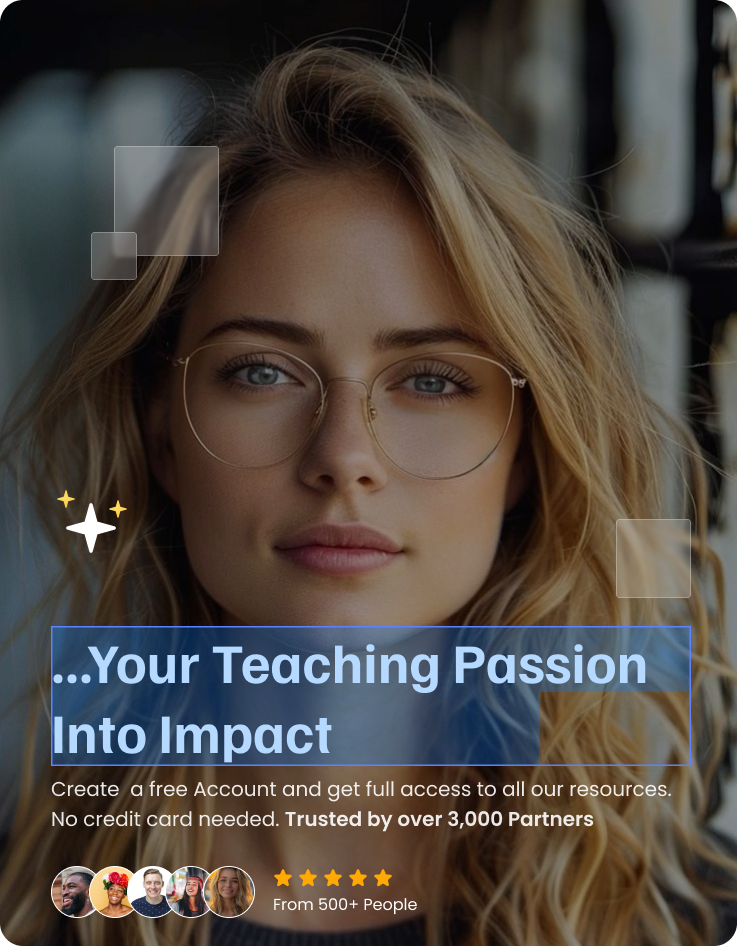 ...Your Teaching Passion
Into Impact
Create  a free Account and get full access to all our resources.
No credit card needed. Trusted by over 3,000 Partners
From 500+ People